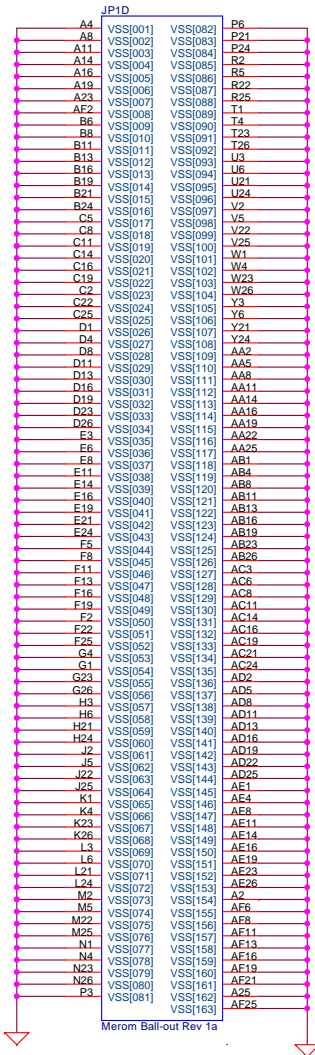 JP1D
A4 VSS[001] VSS[082] P6
A8 VSS[002] VSS[083] P21
A11 VSS[003] VSS[084] P24
A14 VSS[004] VSS[085] R2
A16 VSS[005] VSS[086] R5
A19 VSS[006] VSS[087] R22
A23 VSS[007] VSS[088] R25
AF2 VSS[008] VSS[089] T1
B6 VSS[009] VSS[090] T4
B8 VSS[010] VSS[091] T23
B11 VSS[011] VSS[092] T26
B13 VSS[012] VSS[093] U3
B16 VSS[013] VSS[094] U6
B19 VSS[014] VSS[095] U21
B21 VSS[015] VSS[096] U24
B24 VSS[016] VSS[097] V2
C5 VSS[017] VSS[098] V5
C8 VSS[018] VSS[099] V22
C11 VSS[019] VSS[100] V25
C14 VSS[020] VSS[101] W1
C16 VSS[021] VSS[102] W4
C19 VSS[022] VSS[103] W23
C2 VSS[023] VSS[104] W26
C22 VSS[024] VSS[105] Y3
C25 VSS[025] VSS[106] Y6
D1 VSS[026] VSS[107] Y21
D4 VSS[027] VSS[108] Y24
D8 VSS[028] VSS[109] AA2
D11 VSS[029] VSS[110] AA5
D13 VSS[030] VSS[111] AA8
D16 VSS[031] VSS[112] AA11
D19 VSS[032] VSS[113] AA14
D23 VSS[033] VSS[114] AA16
D26 VSS[034] VSS[115] AA19
E3 VSS[035] VSS[116] AA22
E6 VSS[036] VSS[117] AA25
E8 VSS[037] VSS[118] AB1
E11 VSS[038] VSS[119] AB4
E14 VSS[039] VSS[120] AB8
E16 VSS[040] VSS[121] AB11
E19 VSS[041] VSS[122] AB13
E21 VSS[042] VSS[123] AB16
E24 VSS[043] VSS[124] AB19
F5 VSS[044] VSS[125] AB23
F8 VSS[045] VSS[126] AB26
F11 VSS[046] VSS[127] AC3
F13 VSS[047] VSS[128] AC6
F16 VSS[048] VSS[129] AC8
F19 VSS[049] VSS[130] AC11
F2 VSS[050] VSS[131] AC14
F22 VSS[051] VSS[132] AC16
F25 VSS[052] VSS[133] AC19
G4 VSS[053] VSS[134] AC21
G1 VSS[054] VSS[135] AC24
G23 VSS[055] VSS[136] AD2
G26 VSS[056] VSS[137] AD5
H3 VSS[057] VSS[138] AD8
H6 VSS[058] VSS[139] AD11
H21 VSS[059] VSS[140] AD13
H24 VSS[060] VSS[141] AD16
J2 VSS[061] VSS[142] AD19
J5 VSS[062] VSS[143] AD22
J22 VSS[063] VSS[144] AD25
J25 VSS[064] VSS[145] AE1
K1 VSS[065] VSS[146] AE4
K4 VSS[066] VSS[147] AE8
K23 VSS[067] VSS[148] AE11
K26 VSS[068] VSS[149] AE14
L3 VSS[069] VSS[150] AE16
L6 VSS[070] VSS[151] AE19
L21 VSS[071] VSS[152] AE23
L24 VSS[072] VSS[153] AE26
M2 VSS[073] VSS[154] A2
M5 VSS[074] VSS[155] AF6
M22 VSS[075] VSS[156] AF8
M25 VSS[076] VSS[157] AF11
N1 VSS[077] VSS[158] AF13
N4 VSS[078] VSS[159] AF16
N23 VSS[079] VSS[160] AF19
N26 VSS[080] VSS[161] AF21
P3 VSS[081] VSS[162] A25
VSS[163] AF25
Merom Ball-out Rev 1a